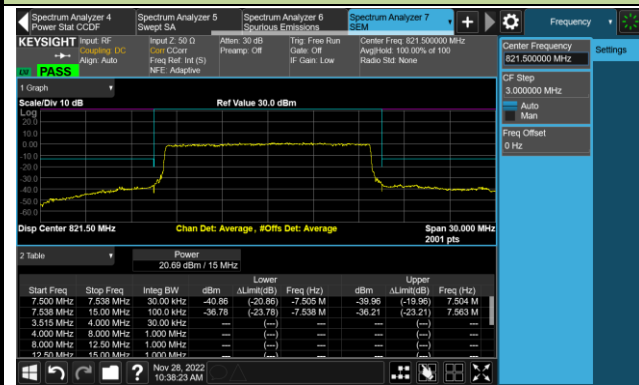 Spectrum Analyzer 4
Power Stat CCDF
Spectrum Analyzer 5
Swept SA
Spectrum Analyzer 6
Spurious Emissions
Spectrum Analyzer 7
SEM
Frequency
KEYSIGHT
Input: RF
Coupling: DC
Align: Auto
Input Z: 50 Ω
Corr CCorr
Freq Ref: Int (S)
NFE: Adaptive
Atten: 30 dB
Preamp: Off
Trig: Free Run
Gate: Off
IF Gain: Low
Center Freq: 821.500000 MHz
Avg|Hold: 100.00% of 100
Radio Std: None
PASS
Center Frequency
821.500000 MHz
Settings
CF Step
3.000000 MHz
Auto
Man
Freq Offset
0 Hz
1 Graph
Scale/Div 10 dB
Ref Value 30.0 dBm
Log
20.0
10.0
0.00
-10.0
-20.0
-30.0
-40.0
-50.0
-60.0
Disp Center 821.50 MHz
Chan Det: Average , #Offs Det: Average
Span 30.000 MHz
2001 pts
2 Table
Power
20.69 dBm / 15 MHz
Lower Upper
Start Freq Stop Freq Integ BW dBm ΔLimit(dB) Freq (Hz) dBm ΔLimit(dB) Freq (Hz)
7.500 MHz 7.538 MHz 30.00 kHz -40.86 (-20.86) -7.505 M -39.96 (-19.96) 7.504 M
7.538 MHz 15.00 MHz 100.0 kHz -36.78 (-23.78) -7.538 M -36.21 (-23.21) 7.563 M
3.515 MHz 4.000 MHz 30.00 kHz --- (---) --- --- (---) ---
4.000 MHz 8.000 MHz 1.000 MHz --- (---) --- --- (---) ---
8.000 MHz 12.50 MHz 1.000 MHz --- (---) --- --- (---) ---
12.50 MHz 15.00 MHz 1.000 MHz --- (---) --- --- (---) ---
Nov 28, 2022
10:38:23 AM